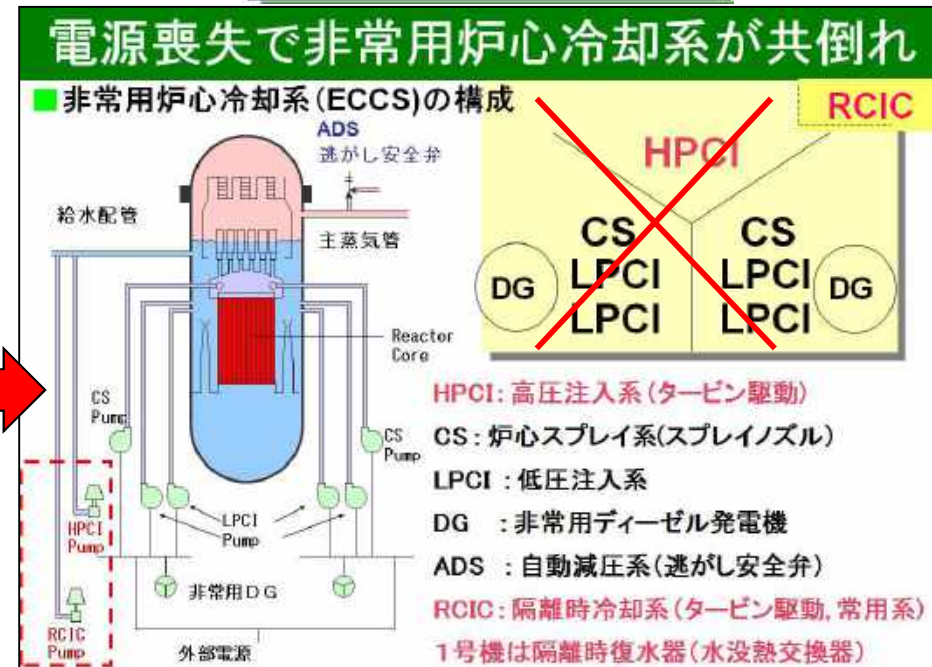 電源喪失で非常用炉心冷却系が共倒れ
■非常用炉心冷却系(ECCS)の構成
RCIC
ADS
逃がし安全弁
HPCI
給水配管
主蒸気管
CS
CS
LPCI
LPCI
DG
DG
LPCI
LPCI
Reactor
Core
CS
Pump
CS
Pump
HPCI
Pump
LPCI
Pump
非常用DG
RCIC
Pump
外部電源
HPCI:高圧注入系(タービン駆動)
CS:炉心スプレイ系(スプレイノズル)
LPCI:低圧注入系
DG:非常用ディーゼル発電機
ADS:自動減圧系(逃がし安全弁)
RCIC:隔離時冷却系(タービン駆動,常用系)
1号機は隔離時復水器(水没熱交換器)